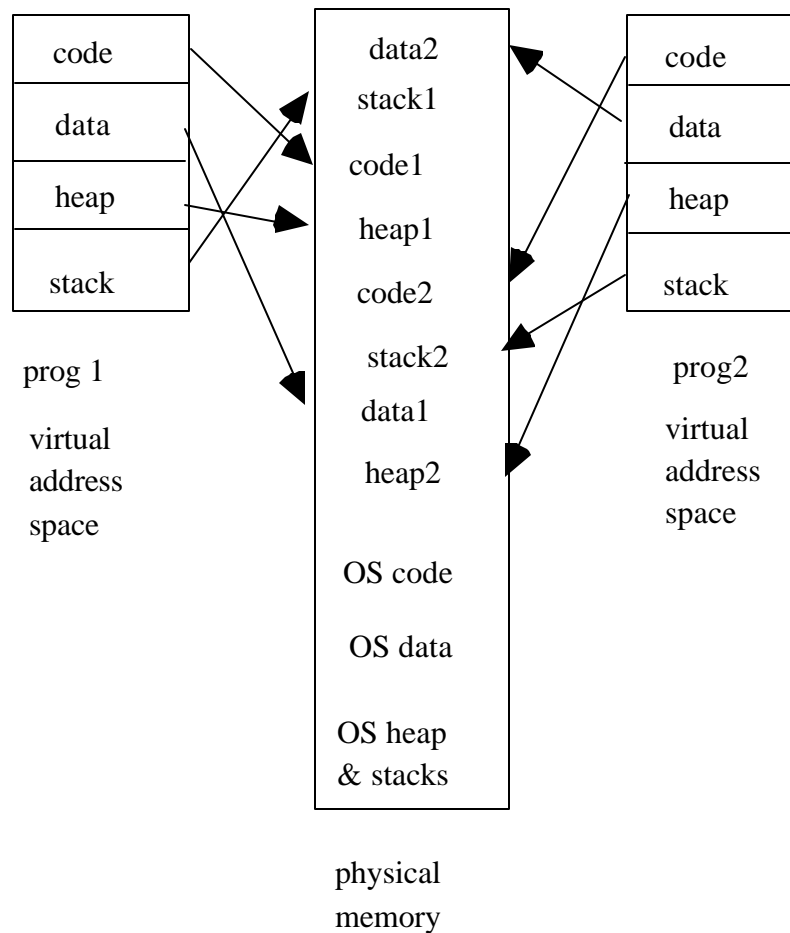 code
data
heap
stack
prog 1
virtual
address
space
data2
stack1
code1
heap1
code2
stack2
data1
heap2
OS code
OS data
OS heap
& stacks
physical
memory
code
data
heap
stack
prog2
virtual
address
space